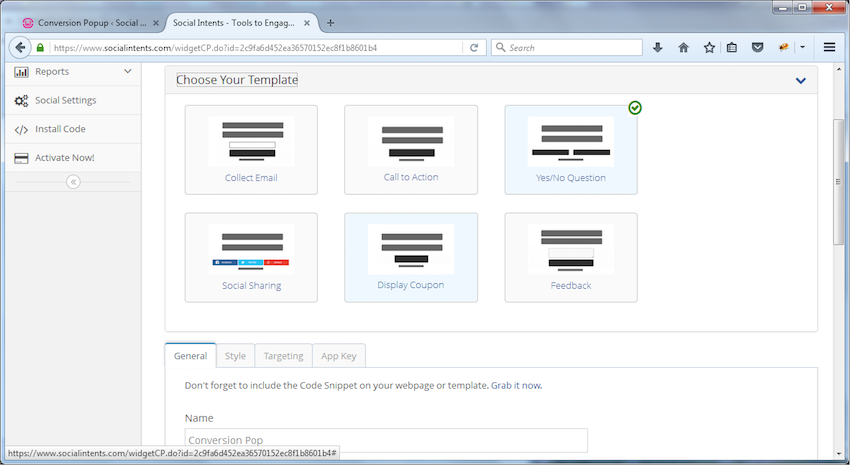 Conversion Popup - Social ...
Social Intents - Tools to Engag...
https://www.socialintents.com/widgetCP.do?id=2c9fa6d452ea36570152ec8f1b8601b4
Search
Reports
Social Settings
Install Code
Activate Now!
Choose Your Template
Collect Email
Call to Action
Yes/No Question
Social Sharing
Display Coupon
Feedback
General
Style
Targeting
App Key
Don't forget to include the Code Snippet on your webpage or template. Grab it now.
Name
Conversion Pop
https://www.socialintents.com/widgetCP.do?id=2c9fa6d452ea36570152ec8f1b8601b4#